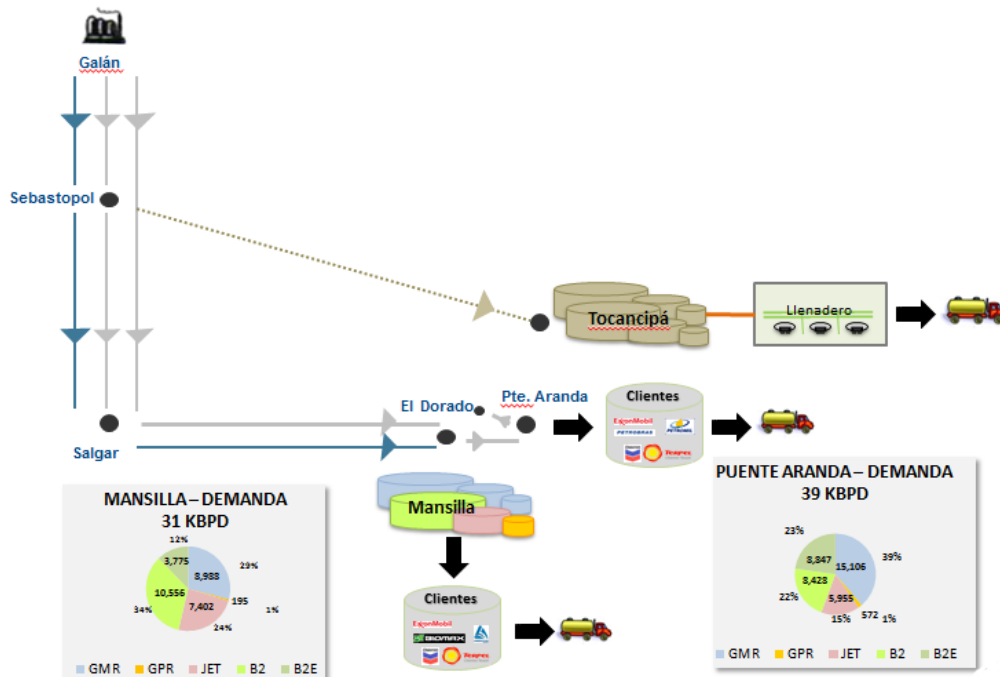 Galán
Sebastopol
Tocancipá
Llenadero
El Dorado
Pte. Aranda
Clientes
ExxonMobil
PETROBRAS
PETROMIL
Terpel
Salgar
Mansilla
MANSILLA – DEMANDA
31 KBPD
12%
3,775
8,988
29%
10,556
195
1%
34%
7,402
24%
GMR
GPR
JET
B2
B2E
Clientes
ExxonMobil
BIOMAX
Terpel
PUENTE ARANDA – DEMANDA
39 KBPD
23%
39%
8,847
15,106
8,428
5,955
572
1%
22%
15%
GMR
GPR
JET
B2
B2E